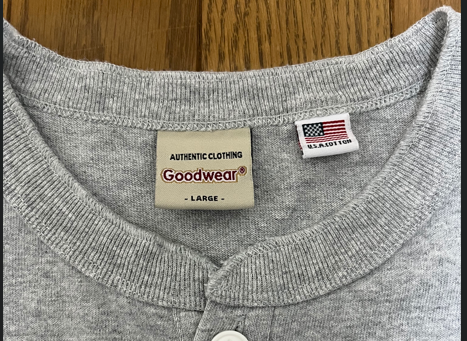 AUTHENTIC CLOTHING
Goodwear®
- LARGE -
U.S.A.COTTON